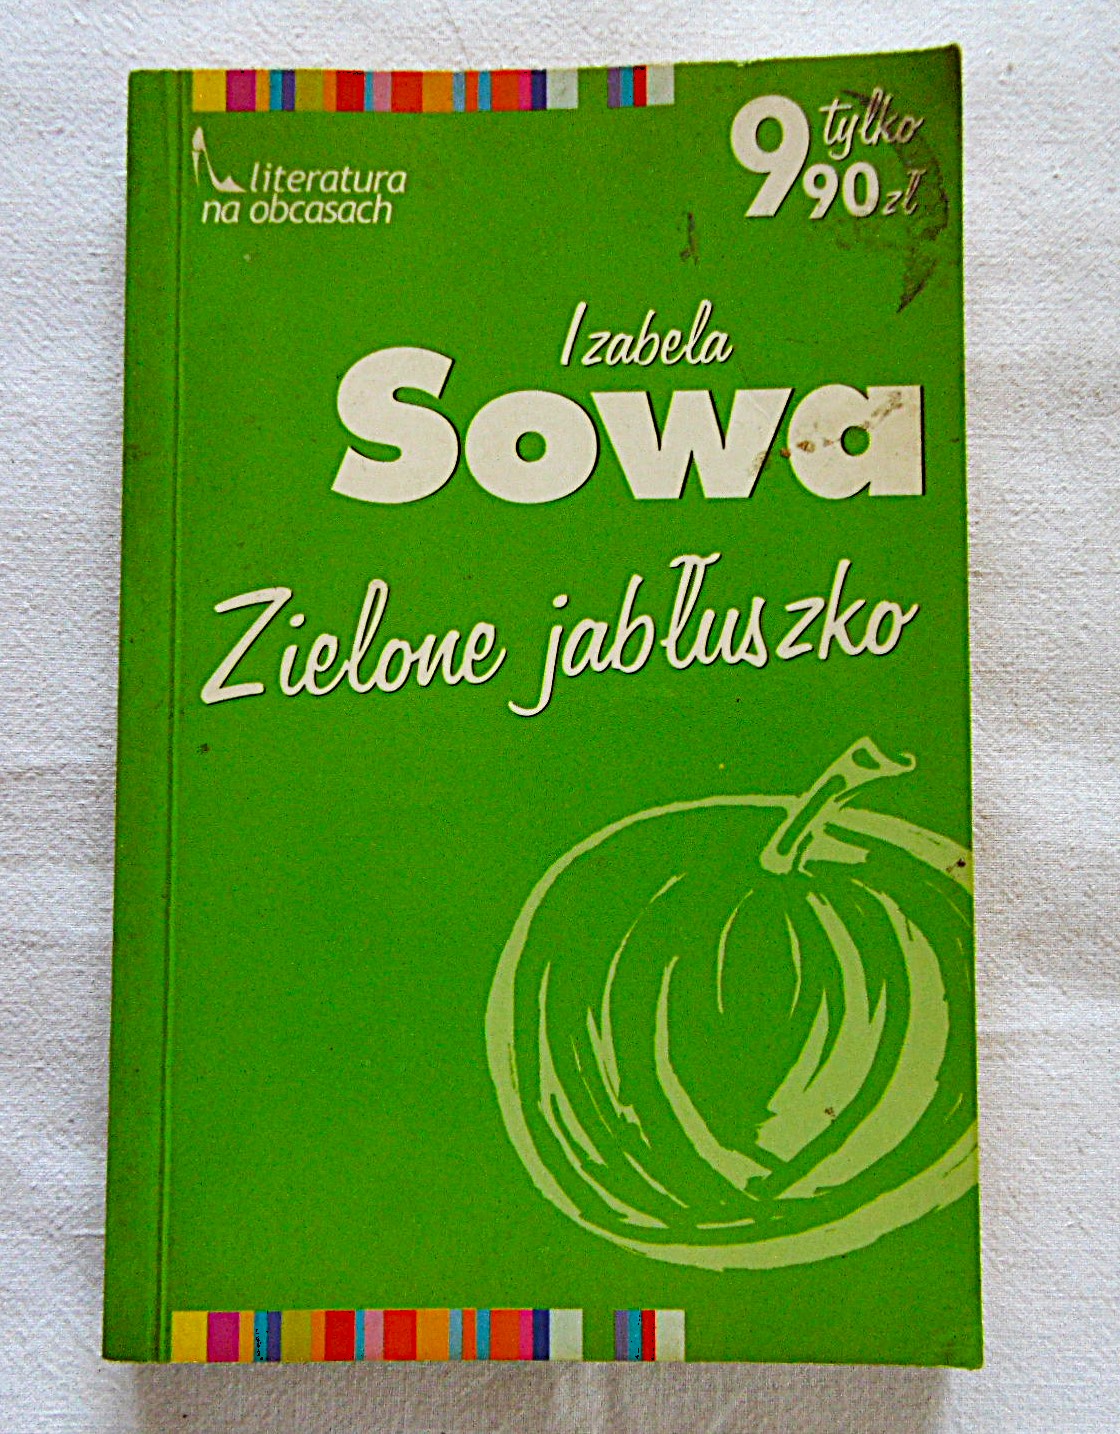 literatura
na obcasach
tylko
9 90 zł
Izabela
Sowa
Zielone jabłuszko